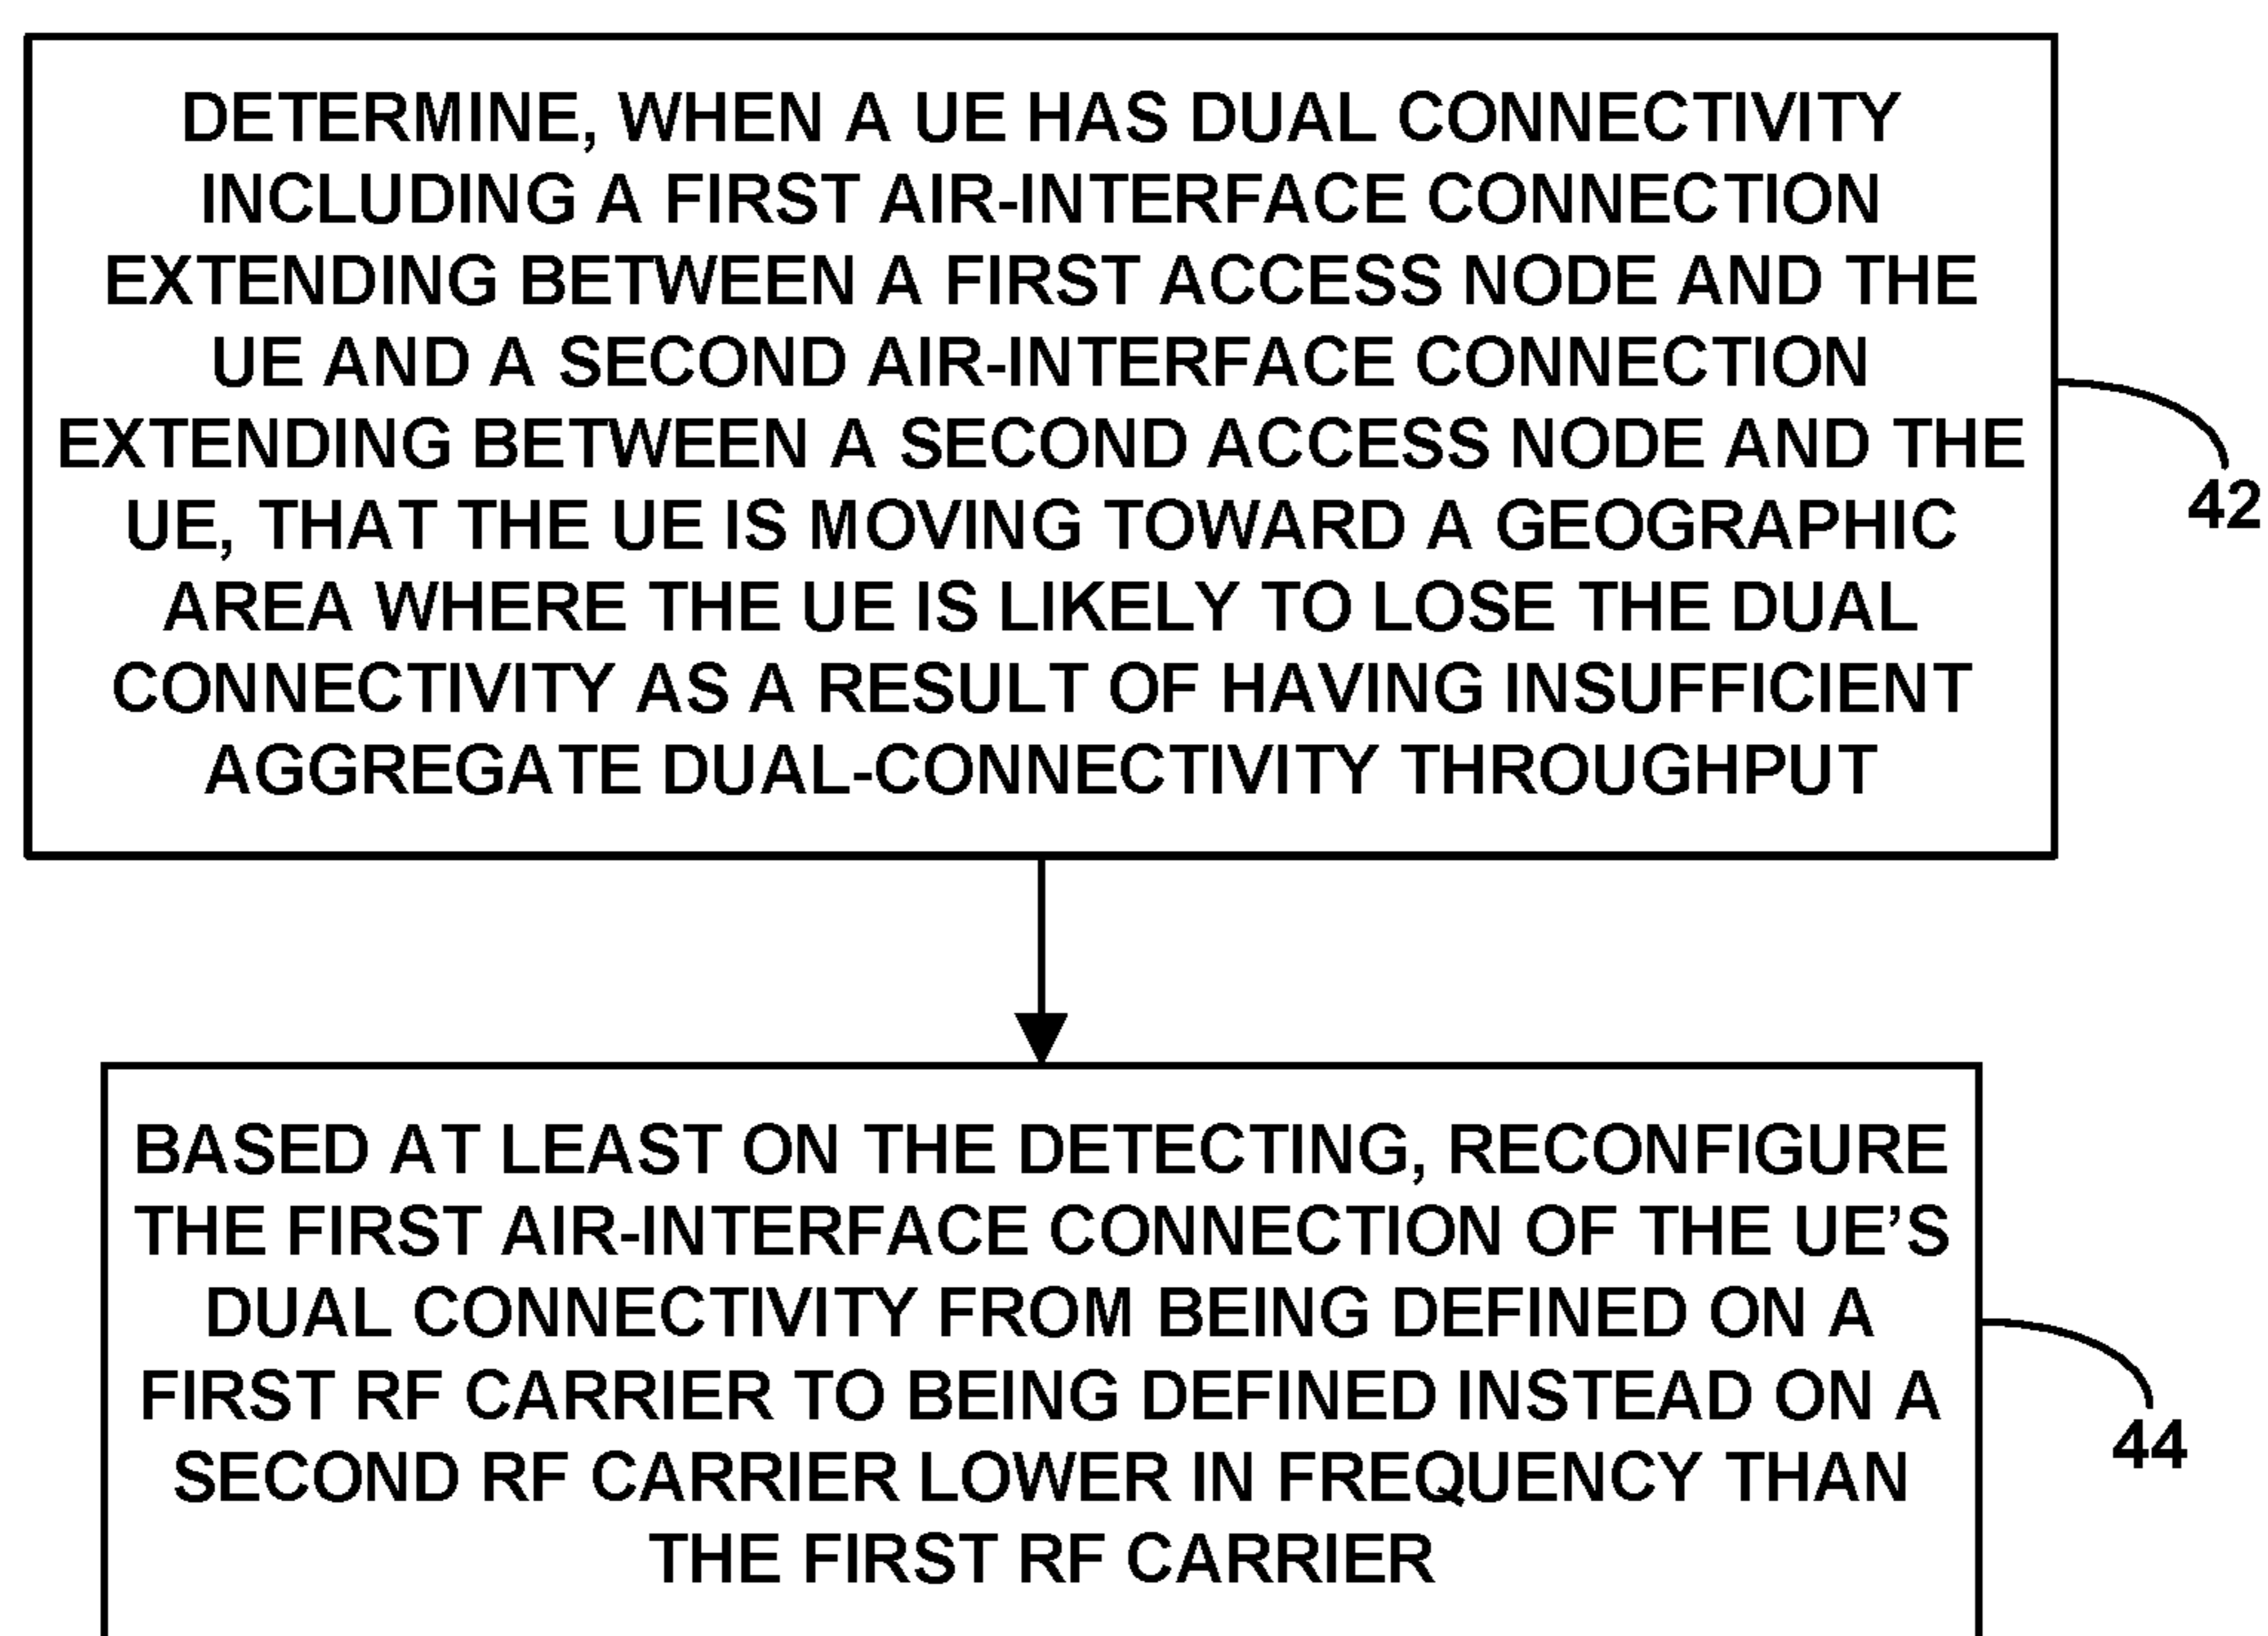 DETERMINE, WHEN A UE HAS DUAL CONNECTIVITY
INCLUDING A FIRST AIR-INTERFACE CONNECTION
EXTENDING BETWEEN A FIRST ACCESS NODE AND THE
UE AND A SECOND AIR-INTERFACE CONNECTION
EXTENDING BETWEEN A SECOND ACCESS NODE AND THE
UE, THAT THE UE IS MOVING TOWARD A GEOGRAPHIC
AREA WHERE THE UE IS LIKELY TO LOSE THE DUAL
CONNECTIVITY AS A RESULT OF HAVING INSUFFICIENT
AGGREGATE DUAL-CONNECTIVITY THROUGHPUT
42
BASED AT LEAST ON THE DETECTING, RECONFIGURE
THE FIRST AIR-INTERFACE CONNECTION OF THE UE’S
DUAL CONNECTIVITY FROM BEING DEFINED ON A
FIRST RF CARRIER TO BEING DEFINED INSTEAD ON A
SECOND RF CARRIER LOWER IN FREQUENCY THAN
THE FIRST RF CARRIER
44